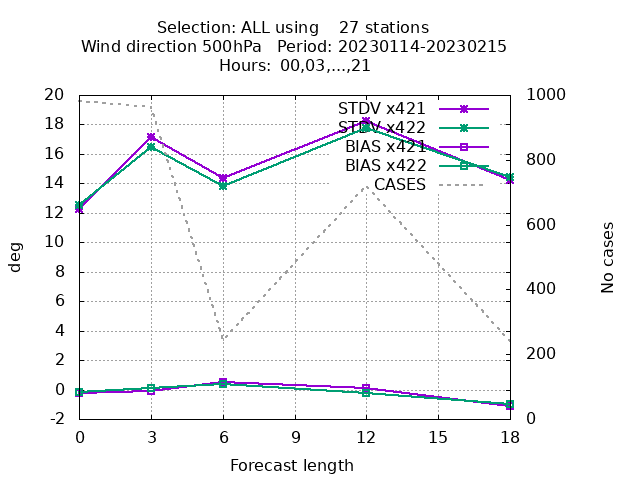 Selection: ALL using 27 stations
Wind direction 500hPa Period: 20230114-20230215
Hours: 00,03,...,21
STDV x421
STDV x422
BIAS x421
BIAS x422
CASES
20
18
16
14
12
10
8
6
4
2
0
-2
1000
800
600
400
200
0
deg
No cases
0 3 6 9 12 15 18
Forecast length